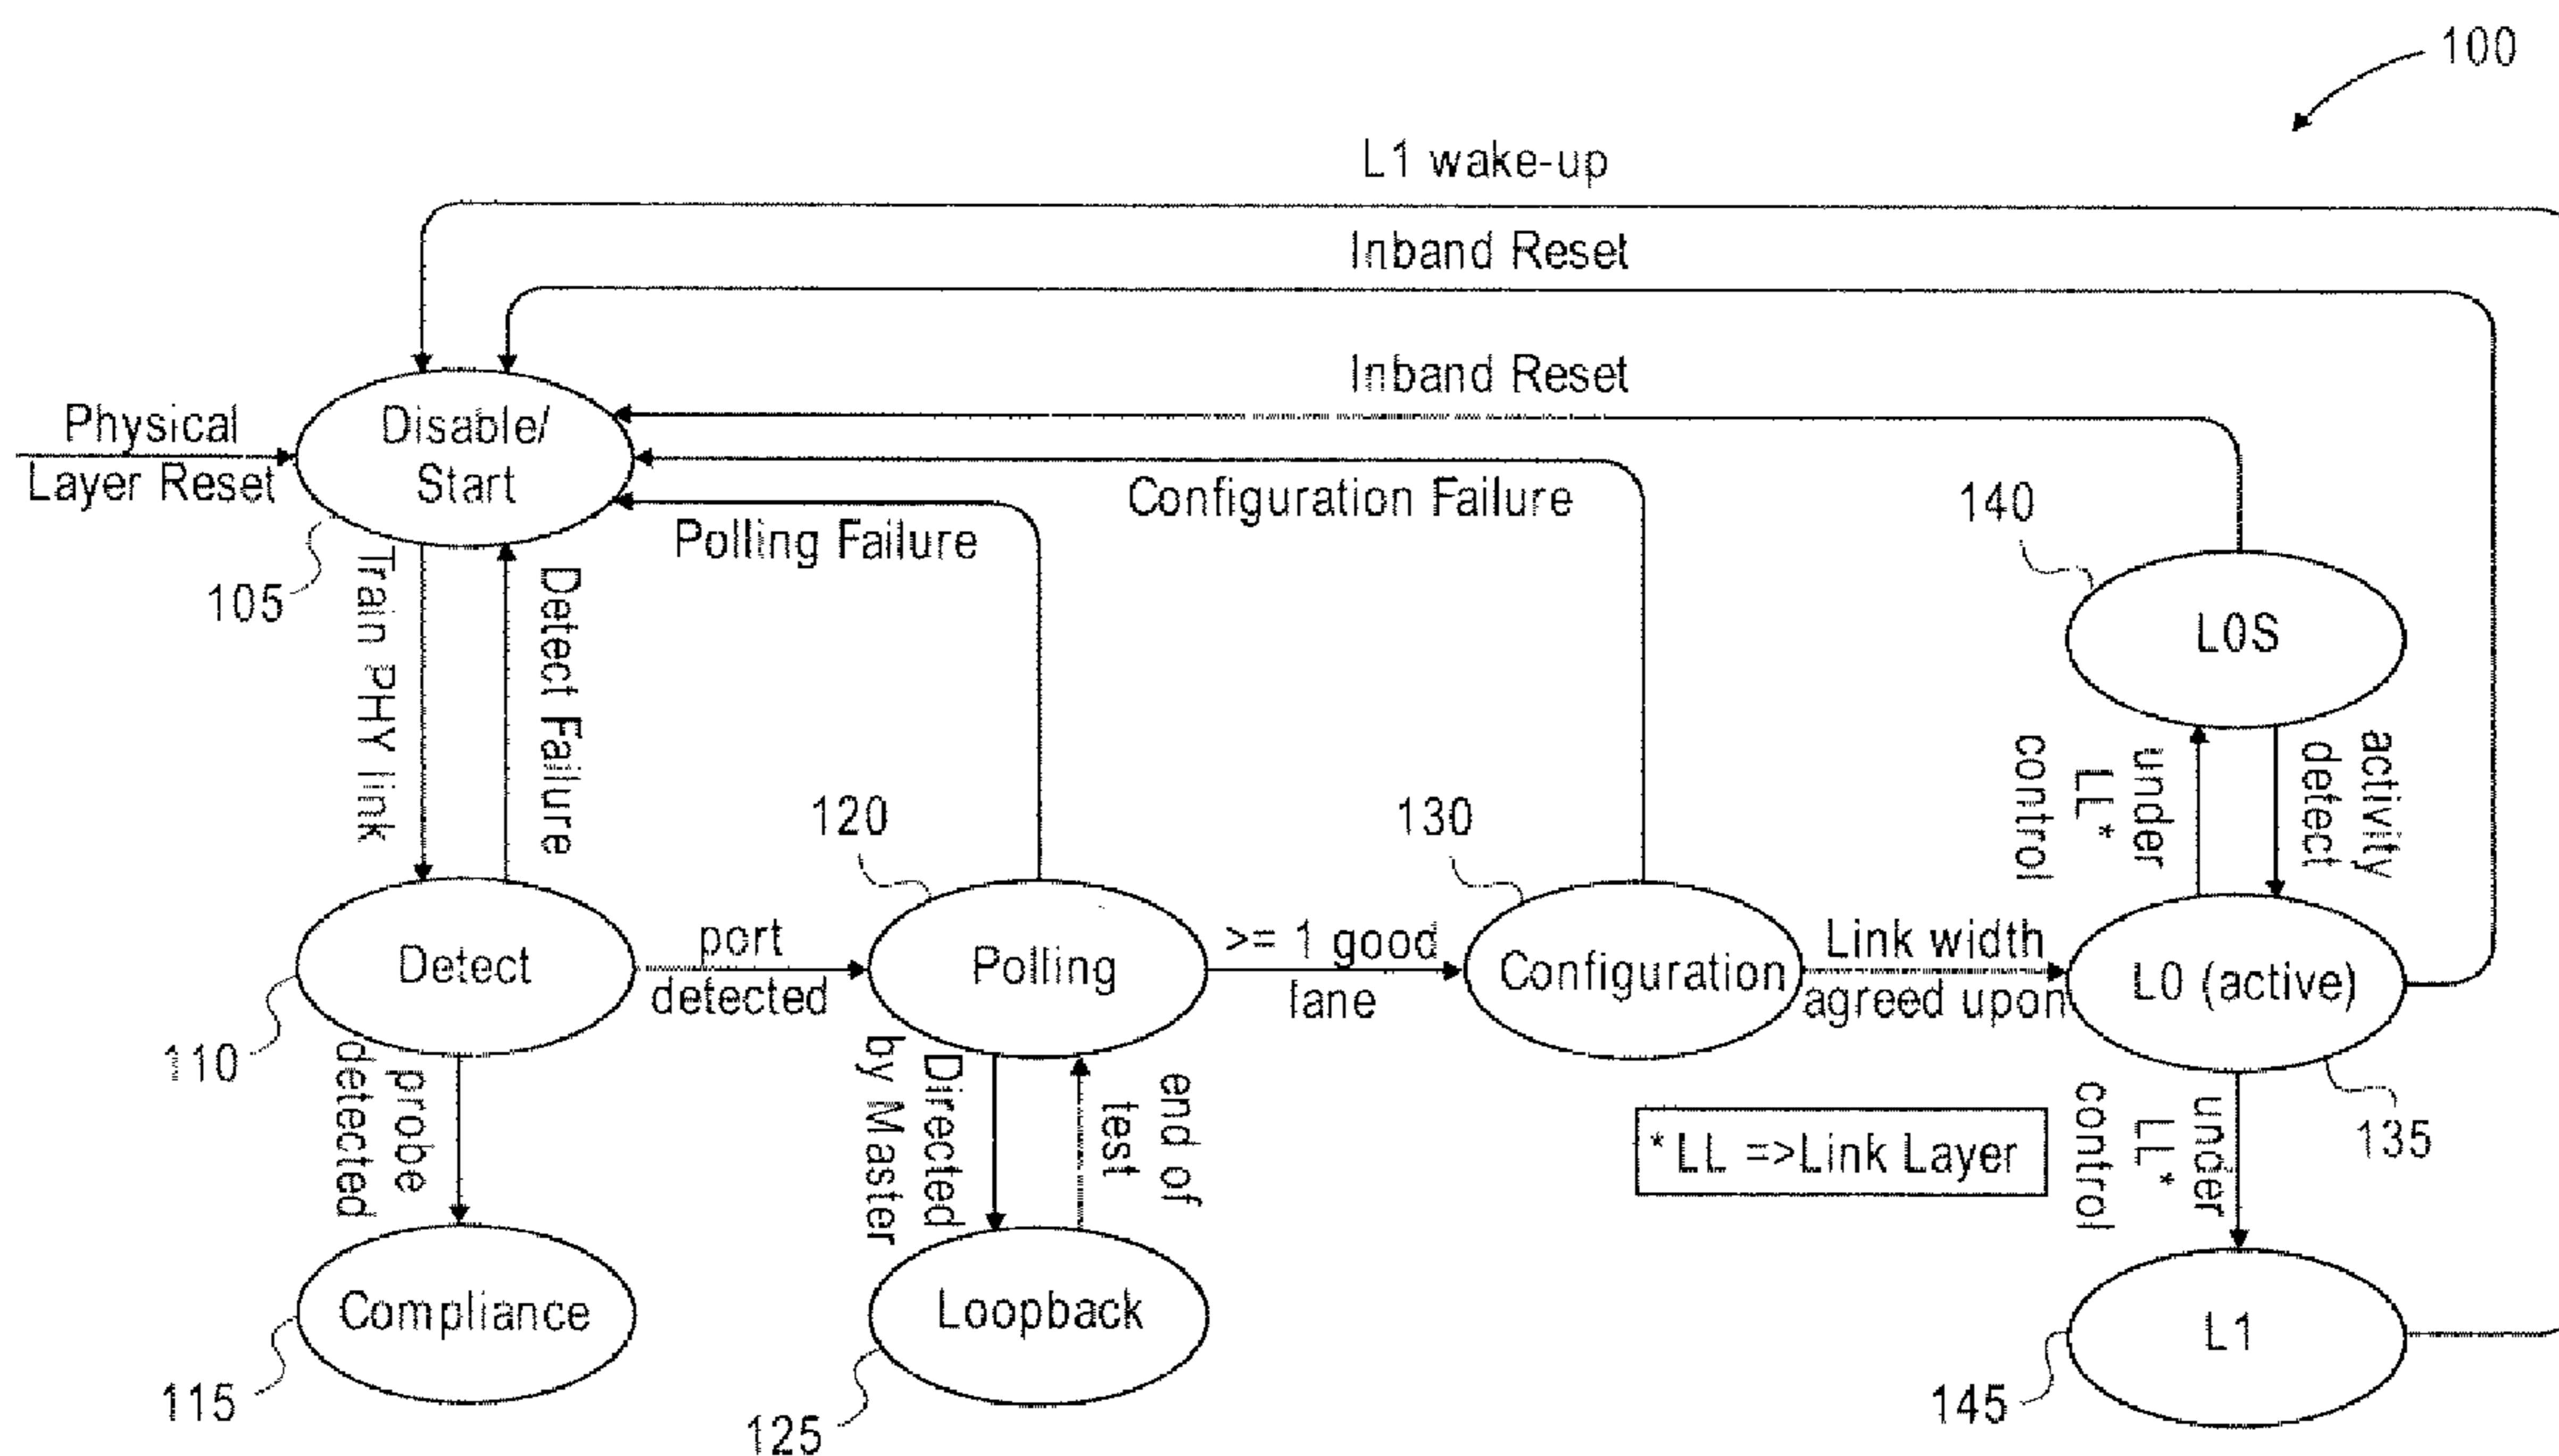 100
L1 wake-up
Inband Reset
Inband Reset
Physical
Layer Reset
Disable/
Start
Configuration Failure
Polling Failure
105
140
Train PHY link
Detect Failure
L0S
under
LL*
control
activity
detect
120
130
Detect
port
detected
Polling
>= 1 good
lane
Configuration
Link width
agreed upon
L0 (active)
110
probe
detected
Directed
by Master
end of
test
* LL =>Link Layer
under
LL*
control
135
Compliance
Loopback
L1
115
125
145